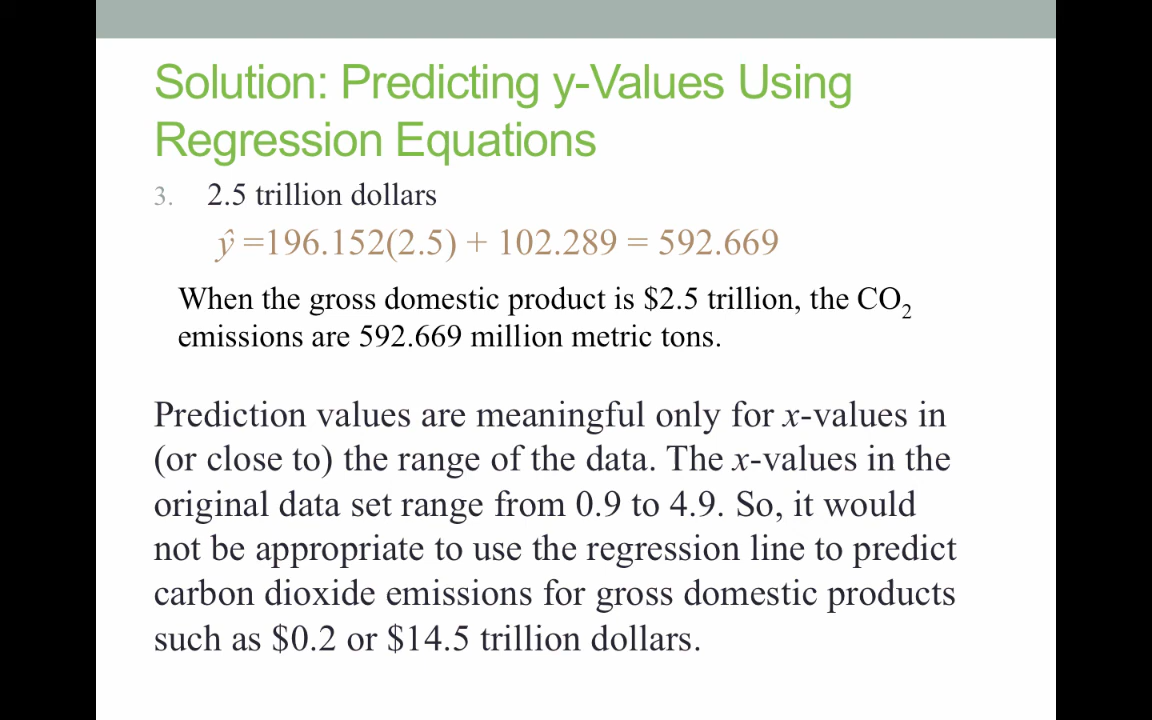 Solution: Predicting y-Values Using
Regression Equations
3. 2.5 trillion dollars
ŷ =196.152(2.5) + 102.289 = 592.669
When the gross domestic product is $2.5 trillion, the CO₂
emissions are 592.669 million metric tons.
Prediction values are meaningful only for x-values in
(or close to) the range of the data. The x-values in the
original data set range from 0.9 to 4.9. So, it would
not be appropriate to use the regression line to predict
carbon dioxide emissions for gross domestic products
such as $0.2 or $14.5 trillion dollars.